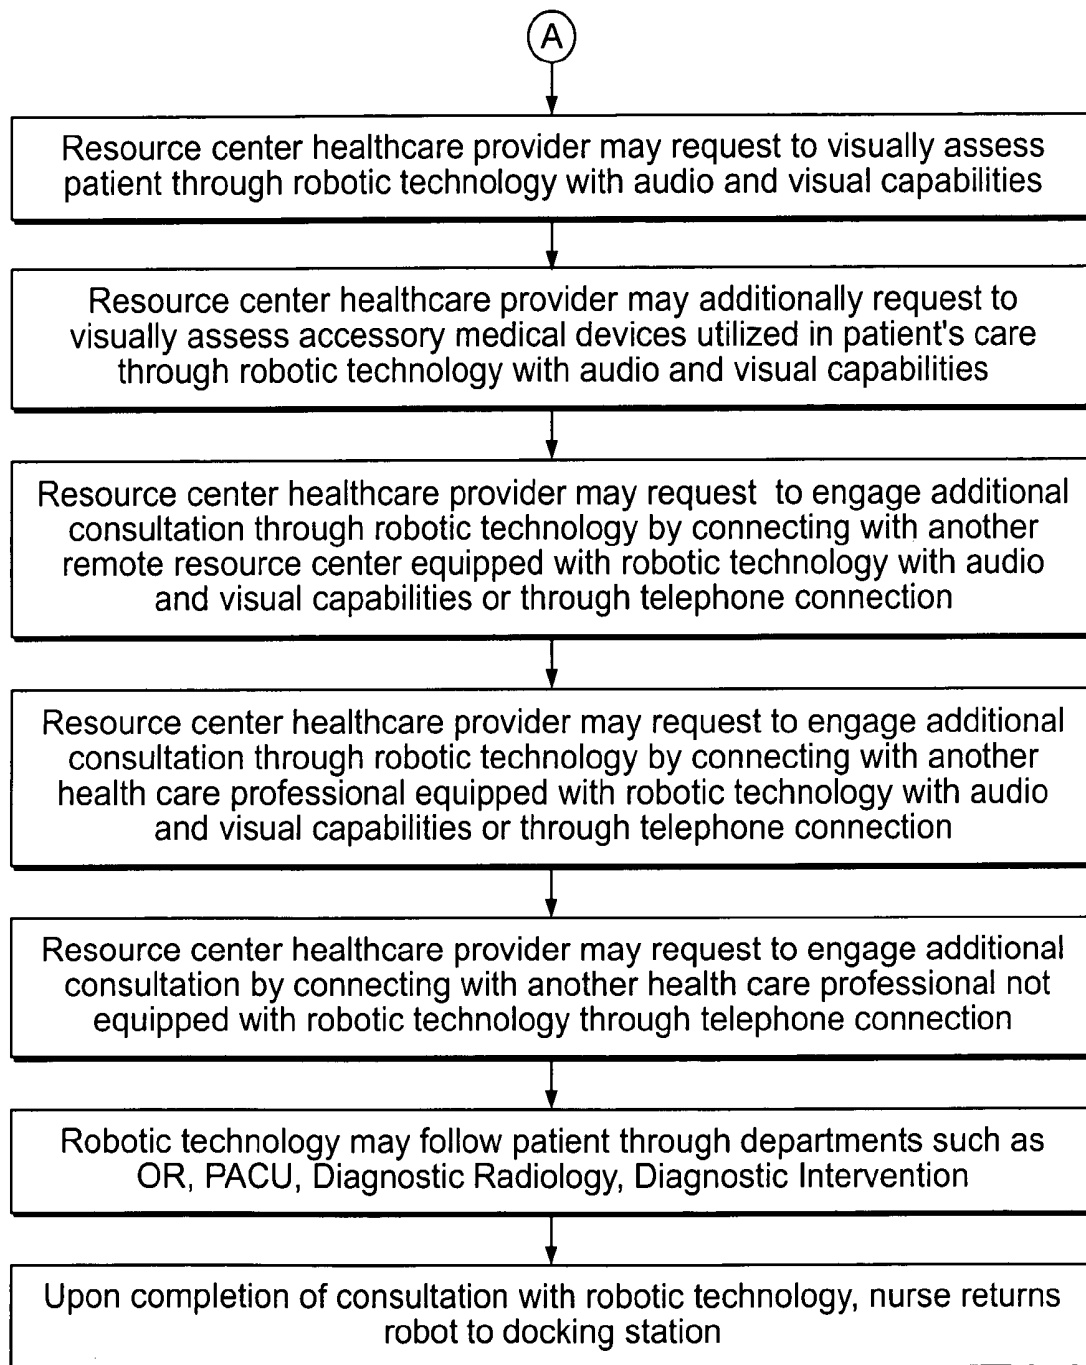 A
Resource center healthcare provider may request to visually assess
patient through robotic technology with audio and visual capabilities
Resource center healthcare provider may additionally request to
visually assess accessory medical devices utilized in patient's care
through robotic technology with audio and visual capabilities
Resource center healthcare provider may request to engage additional
consultation through robotic technology by connecting with another
remote resource center equipped with robotic technology with audio
and visual capabilities or through telephone connection
Resource center healthcare provider may request to engage additional
consultation through robotic technology by connecting with another
health care professional equipped with robotic technology with audio
and visual capabilities or through telephone connection
Resource center healthcare provider may request to engage additional
consultation by connecting with another health care professional not
equipped with robotic technology through telephone connection
Robotic technology may follow patient through departments such as
OR, PACU, Diagnostic Radiology, Diagnostic Intervention
Upon completion of consultation with robotic technology, nurse returns
robot to docking station